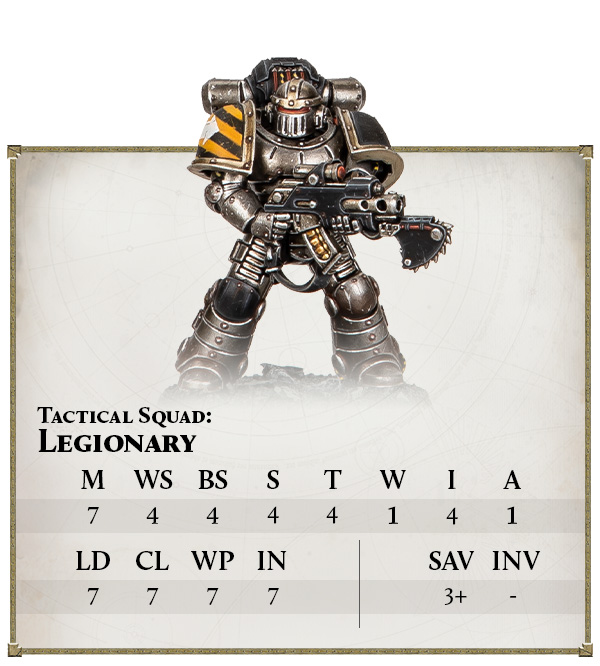 Tactical Squad:
Legionary
M WS BS S T W I A
7 4 4 4 4 1 4 1
LD CL WP IN SAV INV
7 7 7 7 3+ -